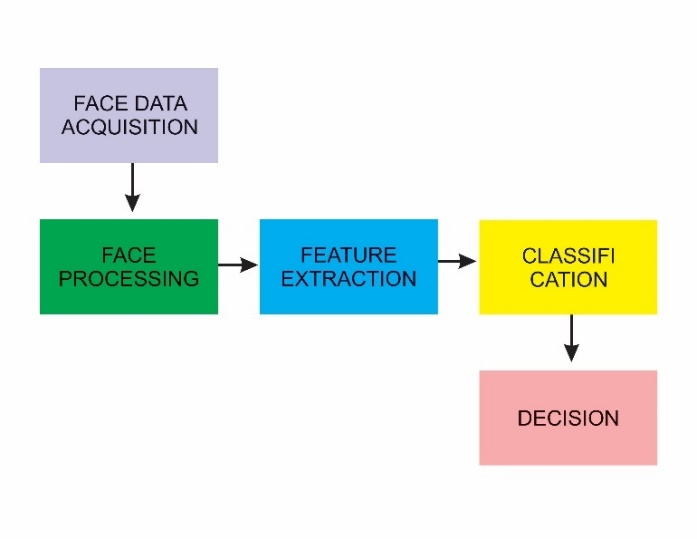 FACE DATA
ACQUISITION
FACE
PROCESSING
FEATURE
EXTRACTION
CLASSIFI
CATION
DECISION